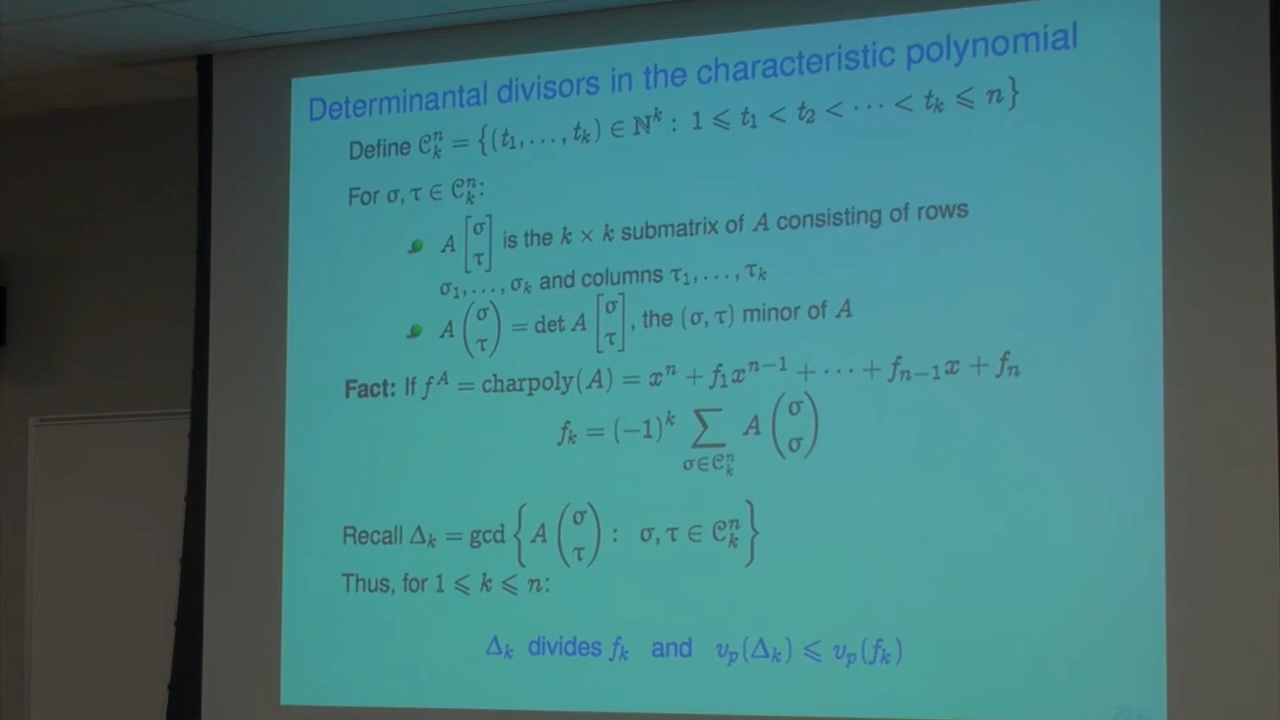 Determinantal divisors in the characteristic polynomial
Define 𝒞ₖⁿ = {(t₁, …, tₖ) ∈ ℕᵏ : 1 ⩽ t₁ < t₂ < ⋯ < tₖ ⩽ n}
For σ, τ ∈ 𝒞ₖⁿ:
A [σ τ] is the k × k submatrix of A consisting of rows
σ₁, …, σₖ and columns τ₁, …, τₖ
A (σ τ) = det A [σ τ], the (σ, τ) minor of A
Fact: If fᴬ = charpoly(A) = xⁿ + f₁xⁿ⁻¹ + ⋯ + fₙ₋₁x + fₙ
fₖ = (−1)ᵏ ∑_{σ∈𝒞ₖⁿ} A (σ σ)
Recall Δₖ = gcd {A (σ τ) : σ, τ ∈ 𝒞ₖⁿ}
Thus, for 1 ⩽ k ⩽ n:
Δₖ divides fₖ and vₚ(Δₖ) ⩽ vₚ(fₖ)